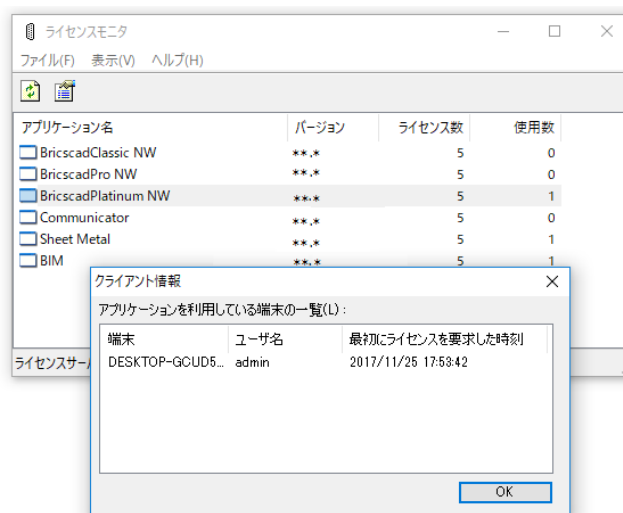 ライセンスモニタ
ファイル(F) 表示(V) ヘルプ(H)
アプリケーション名 バージョン ライセンス数 使用数
BricscadClassic NW **.* 5 0
BricscadPro NW **.* 5 0
BricscadPlatinum NW **.* 5 1
Communicator **.* 5 0
Sheet Metal **.* 5 1
BIM **.* 5 1
クライアント情報
アプリケーションを利用している端末の一覧(L):
端末 ユーザ名 最初にライセンスを要求した時刻
DESKTOP-GCUD5... admin 2017/11/25 17:53:42
ライセンスサーバ
OK